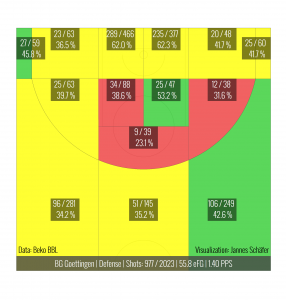 23 / 63
36.5 %
289 / 466
62.0 %
235 / 377
62.3 %
20 / 48
41.7 %
27 / 59
45.8 %
25 / 60
41.7 %
25 / 63
39.7 %
34 / 88
38.6 %
25 / 47
53.2 %
12 / 38
31.6 %
9 / 39
23.1 %
96 / 281
34.2 %
51 / 145
35.2 %
106 / 249
42.6 %
Data: Beko BBL
Visualization: Jannes Schäfer
BG Goettingen | Defense | Shots: 977 / 2023 | 55.8 eFG | 1.40 PPS